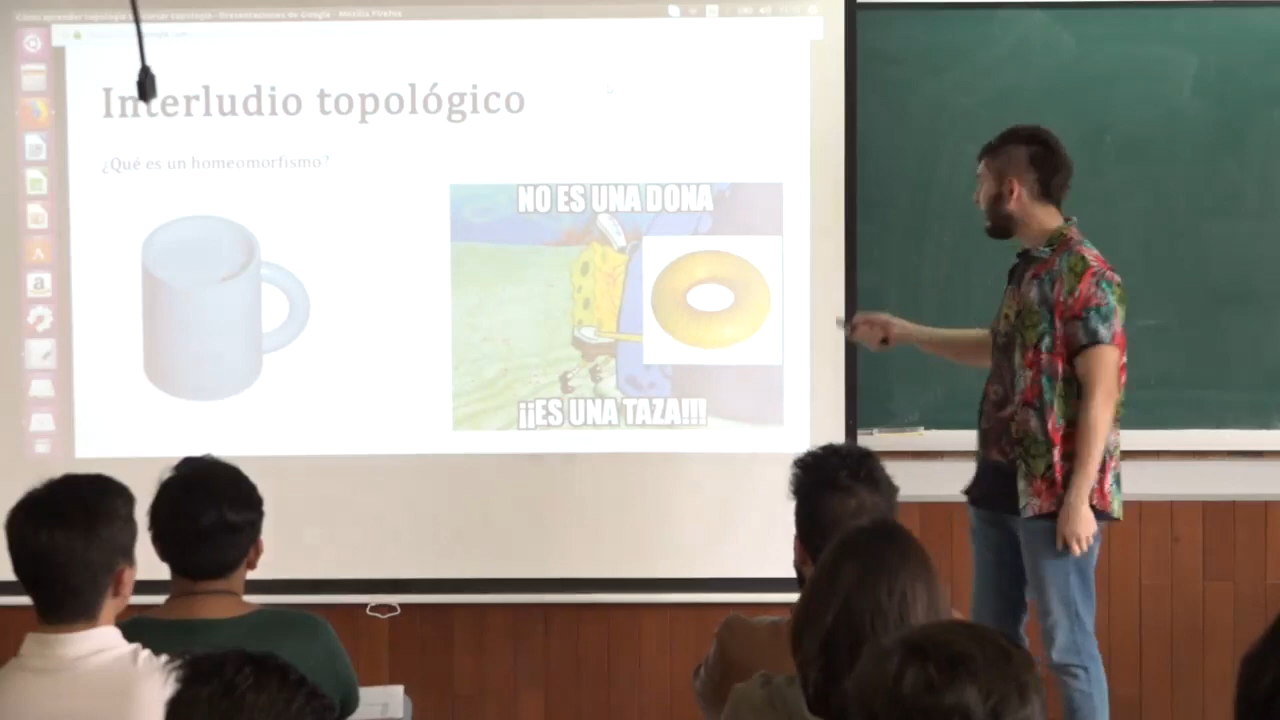 Interludio topológico
¿Qué es un homeomorfismo?
NO ES UNA DONA
¡¡ES UNA TAZA!!!